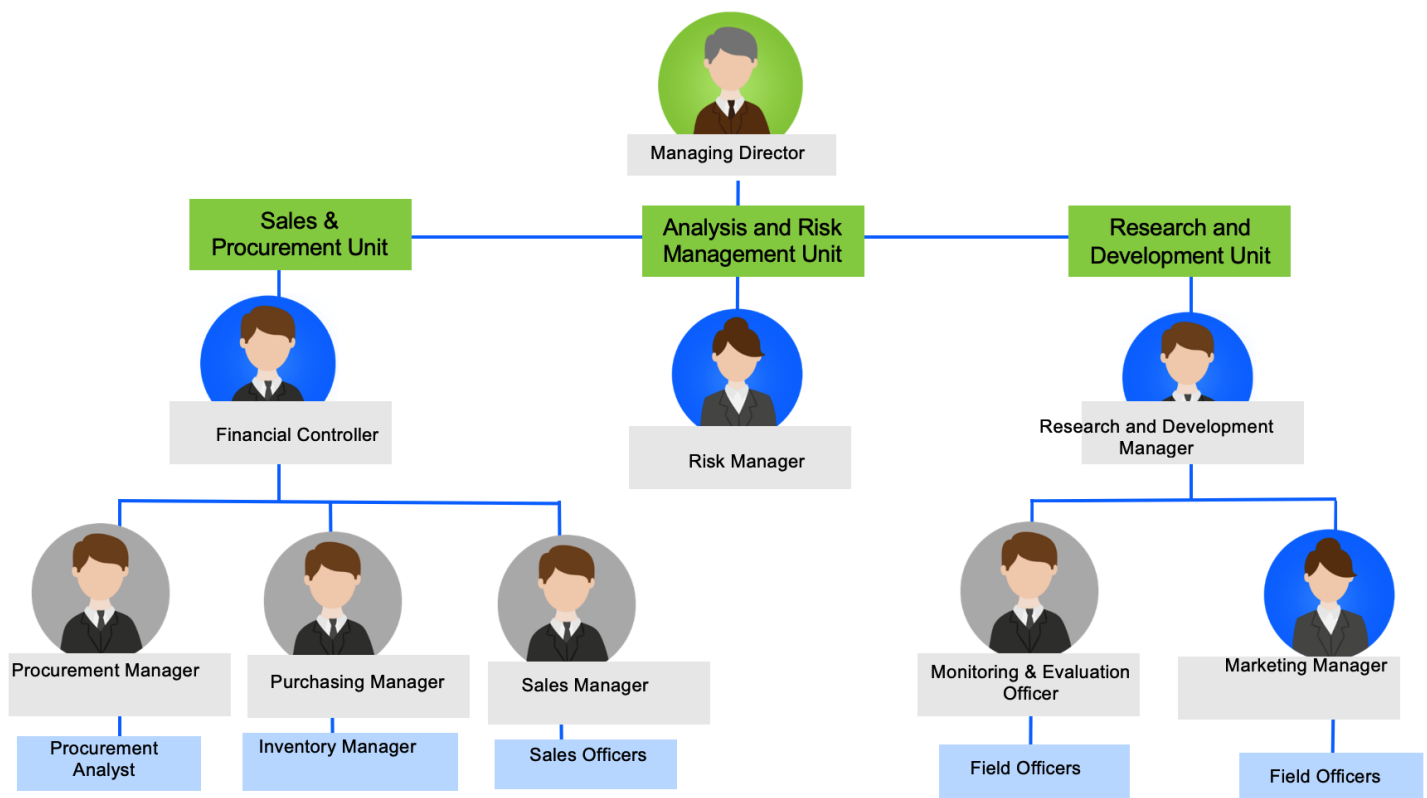 Managing Director
Sales &
Procurement Unit
Analysis and Risk
Management Unit
Research and
Development Unit
Financial Controller
Risk Manager
Research and Development
Manager
Procurement Manager
Purchasing Manager
Sales Manager
Monitoring & Evaluation
Officer
Marketing Manager
Procurement
Analyst
Inventory Manager
Sales Officers
Field Officers
Field Officers